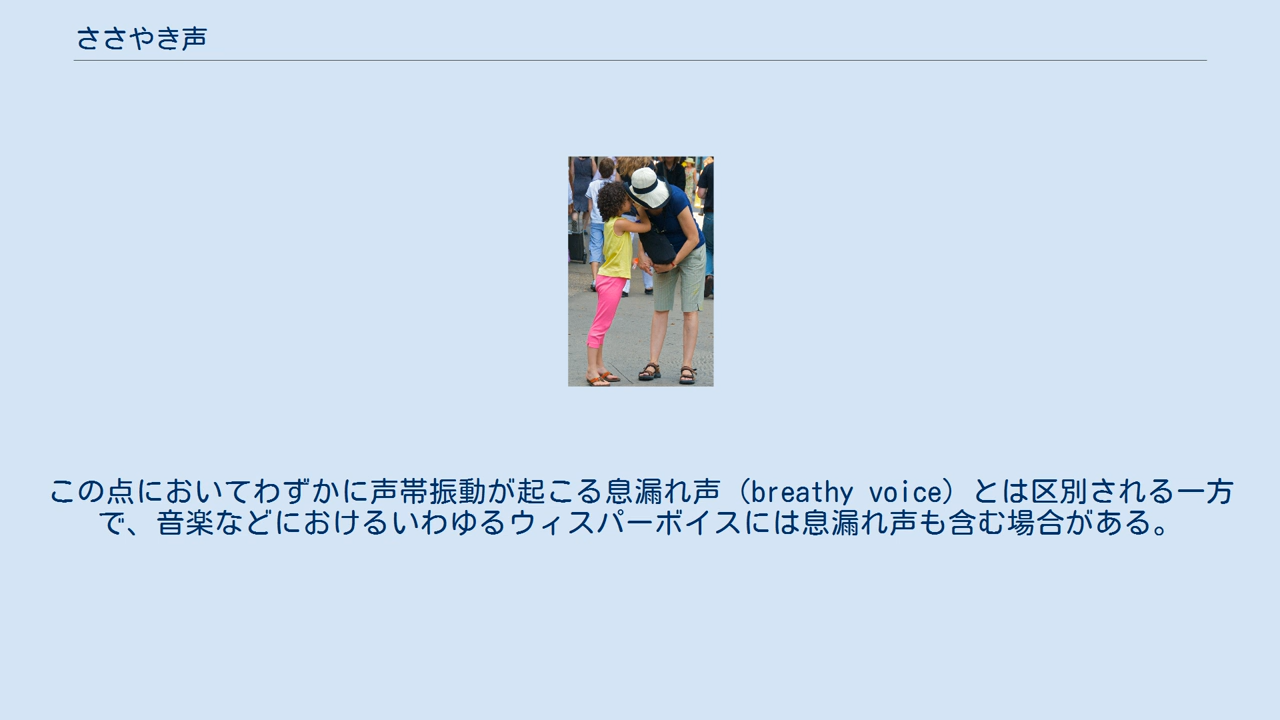 ささやき声
この点においてわずかに声帯振動が起こる息漏れ声（breathy voice）とは区別される一方
で、音楽などにおけるいわゆるウィスパーボイスには息漏れ声も含む場合がある。